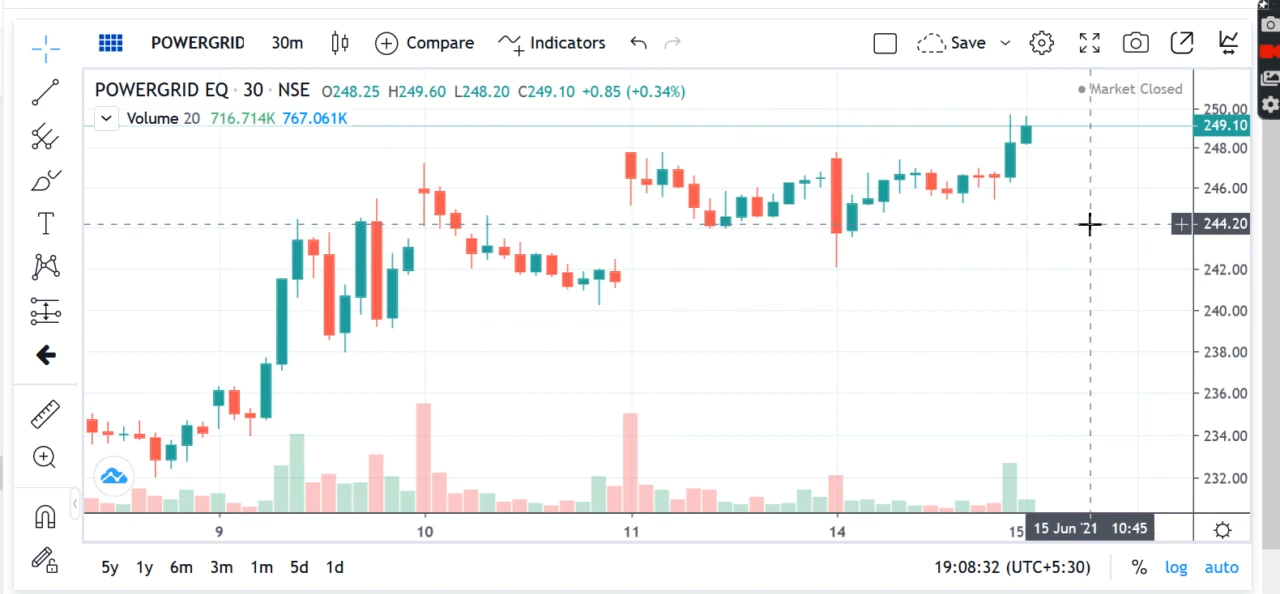 POWERGRID 30m Compare Indicators Save
POWERGRID EQ · 30 · NSE O248.25 H249.60 L248.20 C249.10 +0.85 (+0.34%) Market Closed
Volume 20 716.714K 767.061K
250.00
249.10
248.00
246.00
244.20
242.00
240.00
238.00
236.00
234.00
232.00
9 10 11 14 15 15 Jun '21 10:45
5y 1y 6m 3m 1m 5d 1d 19:08:32 (UTC+5:30) % log auto